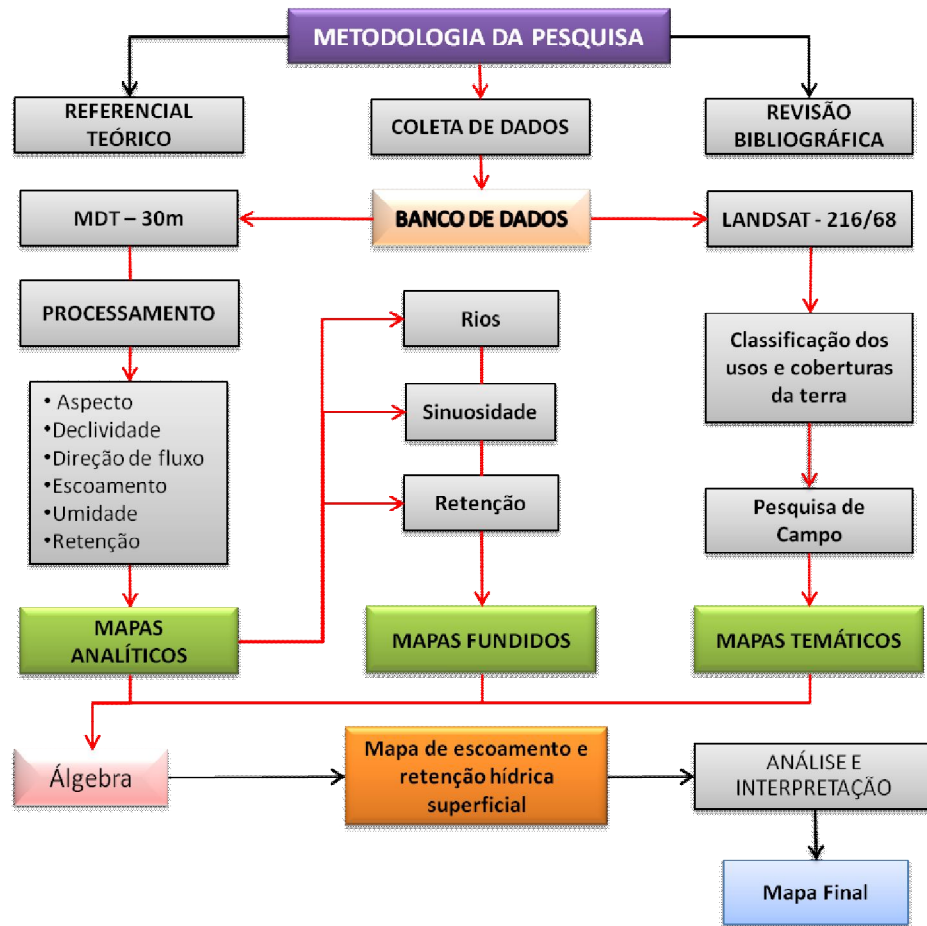 METODOLOGIA DA PESQUISA
REFERENCIAL
TEÓRICO
COLETA DE DADOS
REVISÃO
BIBLIOGRÁFICA
MDT – 30m
BANCO DE DADOS
LANDSAT - 216/68
PROCESSAMENTO
Rios
Classificação dos
usos e coberturas
da terra
• Aspecto
•Declividade
•Direção de fluxo
•Escoamento
•Umidade
•Retenção
Sinuosidade
Retenção
Pesquisa de
Campo
MAPAS
ANALÍTICOS
MAPAS FUNDIDOS
MAPAS TEMÁTICOS
Álgebra
Mapa de escoamento e
retenção hídrica
superficial
ANÁLISE E
INTERPRETAÇÃO
Mapa Final